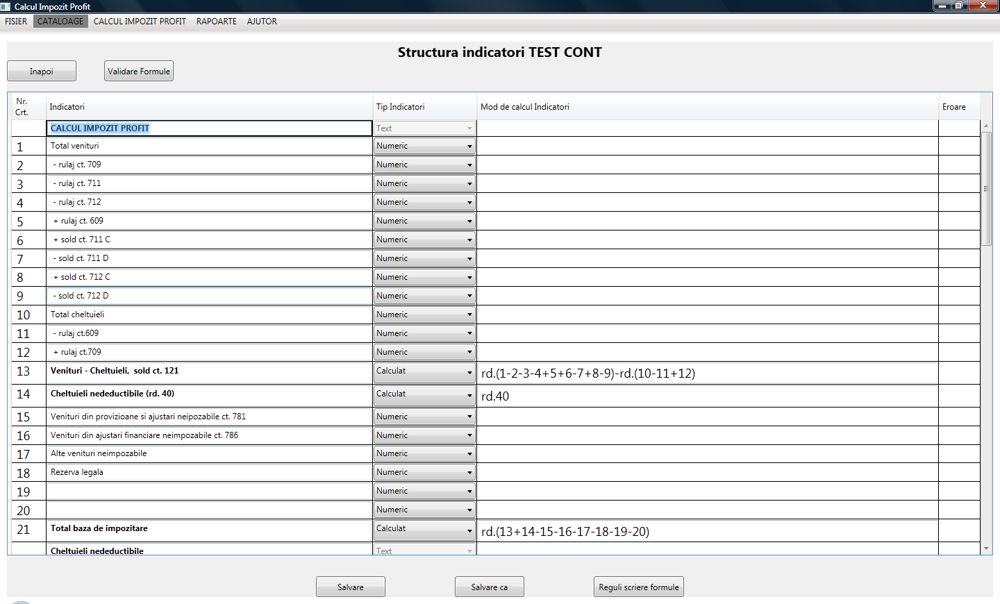 Calcul Impozit Profit
FISIER CATALOAGE CALCUL IMPOZIT PROFIT RAPOARTE AJUTOR
Structura indicatori TEST CONT
Inapoi Validare Formule
Nr. Crt. Indicatori Tip Indicatori Mod de calcul Indicatori Eroare
CALCUL IMPOZIT PROFIT Text
1 Total venituri Numeric
2 - rulaj ct. 709 Numeric
3 - rulaj ct. 711 Numeric
4 - rulaj ct. 712 Numeric
5 + rulaj ct. 609 Numeric
6 + sold ct. 711 C Numeric
7 - sold ct. 711 D Numeric
8 + sold ct. 712 C Numeric
9 - sold ct. 712 D Numeric
10 Total cheltuieli Numeric
11 - rulaj ct.609 Numeric
12 + rulaj ct.709 Numeric
13 Venituri - Cheltuieli, sold ct. 121 Calculat rd.(1-2-3-4+5+6-7+8-9)-rd.(10-11+12)
14 Cheltuieli nedeductibile (rd. 40) Calculat rd.40
15 Venituri din provizioane si ajustari neipozabile ct. 781 Numeric
16 Venituri din ajustari financiare neimpozabile ct. 786 Numeric
17 Alte venituri neimpozabile Numeric
18 Rezerva legala Numeric
19 Numeric
20 Numeric
21 Total baza de impozitare Calculat rd.(13+14-15-16-17-18-19-20)
Cheltuieli nedeductibile Text
Salvare Salvare ca Reguli scriere formule